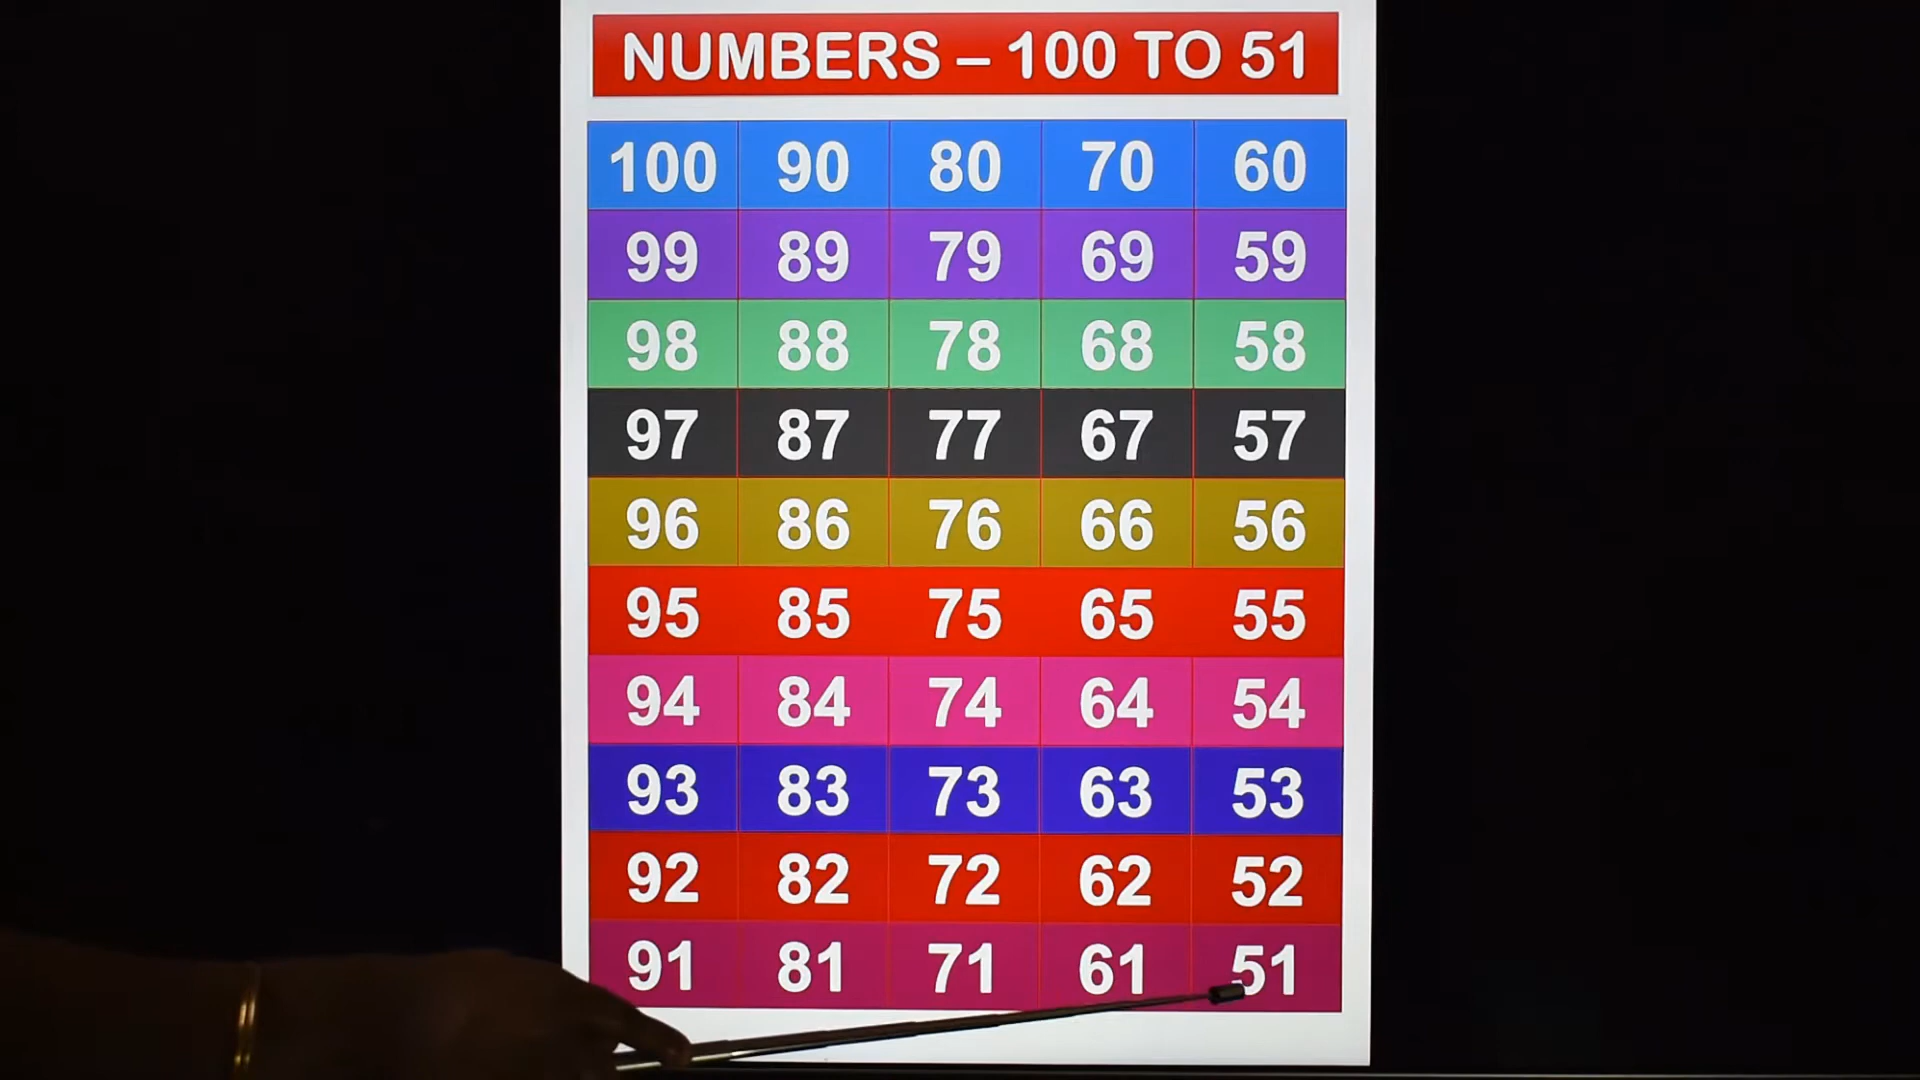 NUMBERS – 100 TO 51
100 90 80 70 60
99 89 79 69 59
98 88 78 68 58
97 87 77 67 57
96 86 76 66 56
95 85 75 65 55
94 84 74 64 54
93 83 73 63 53
92 82 72 62 52
91 81 71 61 51